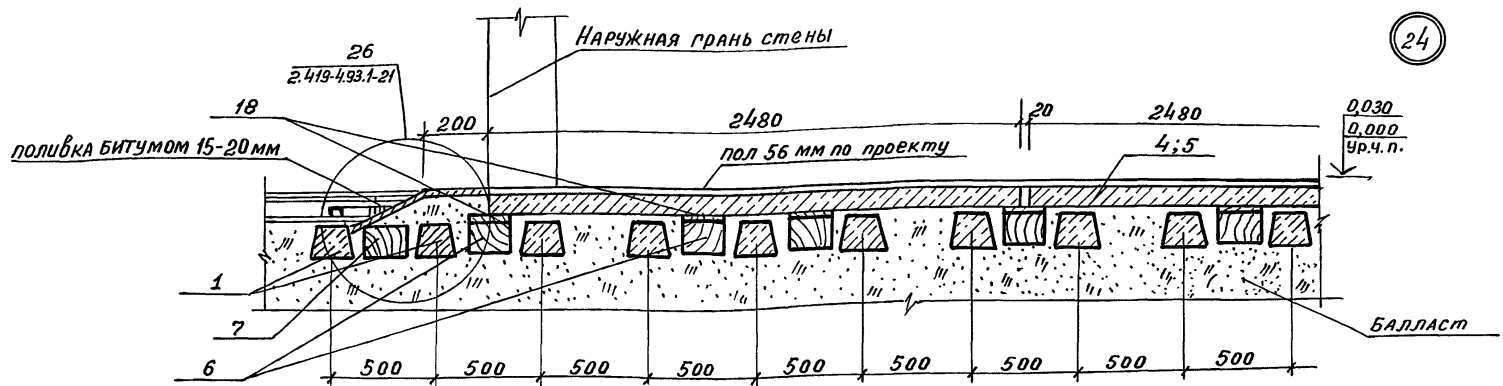 24
НАРУЖНАЯ ГРАНЬ СТЕНЫ
26
2.419-4.93.1-21
18
200
2480
20
2480
0,030
0,000
УР.Ч.П.
ПОЛИВКА БИТУМОМ 15-20 ММ
ПОЛ 56 ММ ПО ПРОЕКТУ
4;5
1
7
6
БАЛЛАСТ
500 500 500 500 500 500 500 500 500